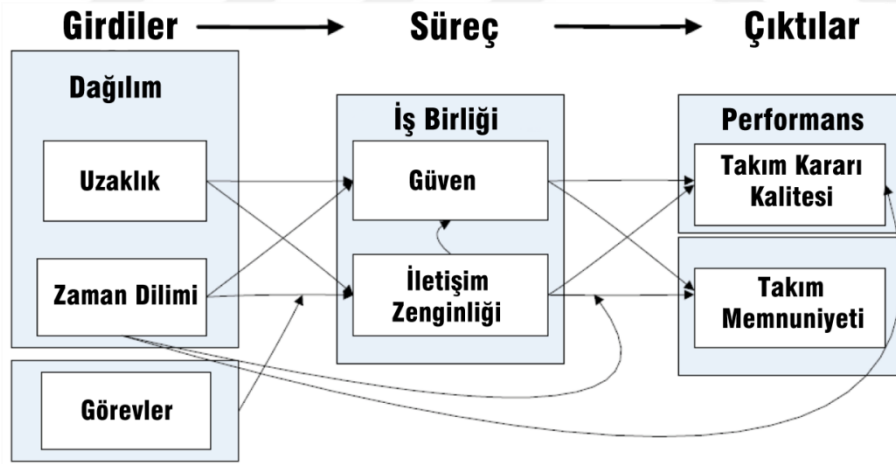 Girdiler
Süreç
Çıktılar
Dağılım
Uzaklık
Zaman Dilimi
Görevler
İş Birliği
Güven
İletişim
Zenginliği
Performans
Takım Kararı
Kalitesi
Takım
Memnuniyeti